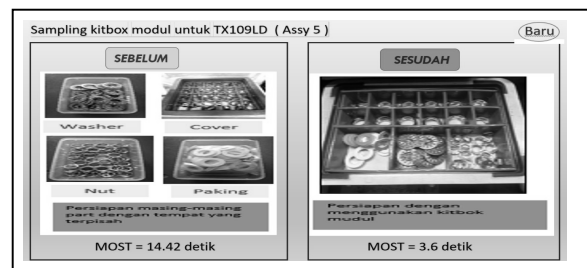 Sampling kitbox modul untuk TX109LD ( Assy 5 )
Baru
SEBELUM
Washer
Cover
Nut
Paking
Persiapan masing-masing
part dengan tempat yang
terpisah
MOST = 14.42 detik
SESUDAH
Persiapan dengan
menggunakan kitbok
mudul
MOST = 3.6 detik